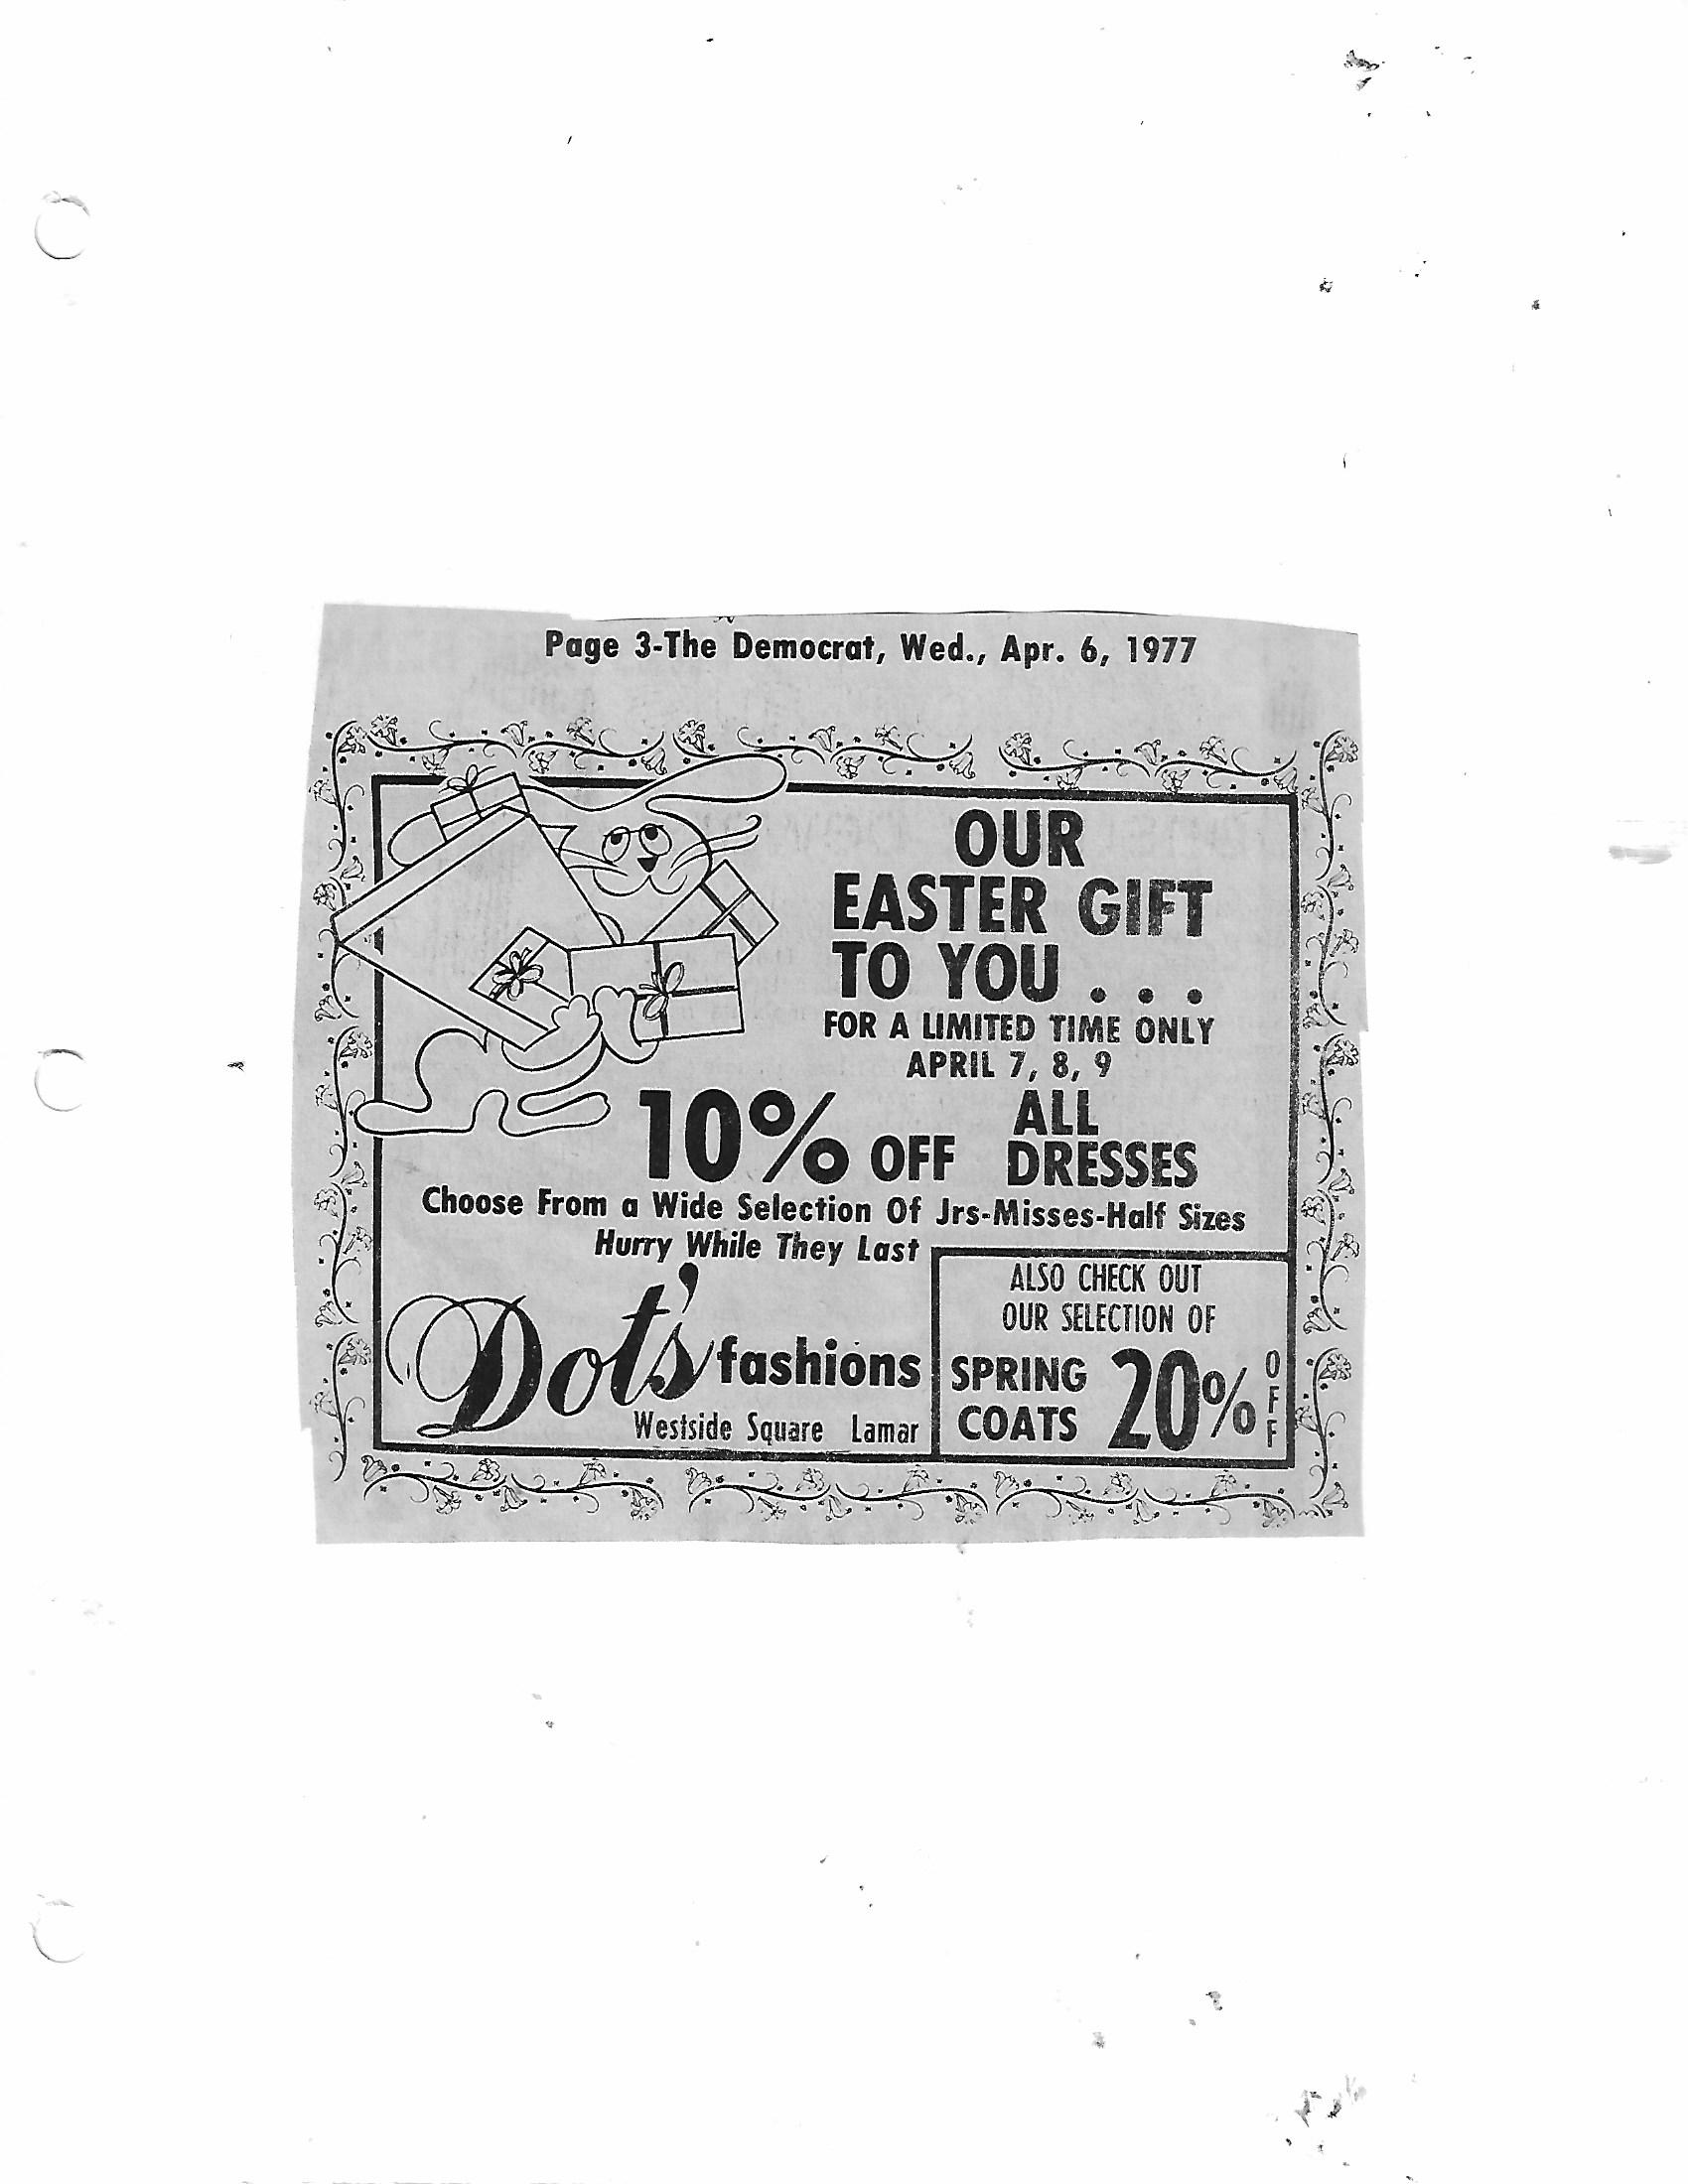 Page 3-The Democrat, Wed., Apr. 6, 1977
OUR
EASTER GIFT
TO YOU . . .
FOR A LIMITED TIME ONLY
APRIL 7, 8, 9
10% OFF ALL
DRESSES
Choose From a Wide Selection Of Jrs-Misses-Half Sizes
Hurry While They Last
Dot's fashions
Westside Square Lamar
ALSO CHECK OUT
OUR SELECTION OF
SPRING
COATS
20% OFF